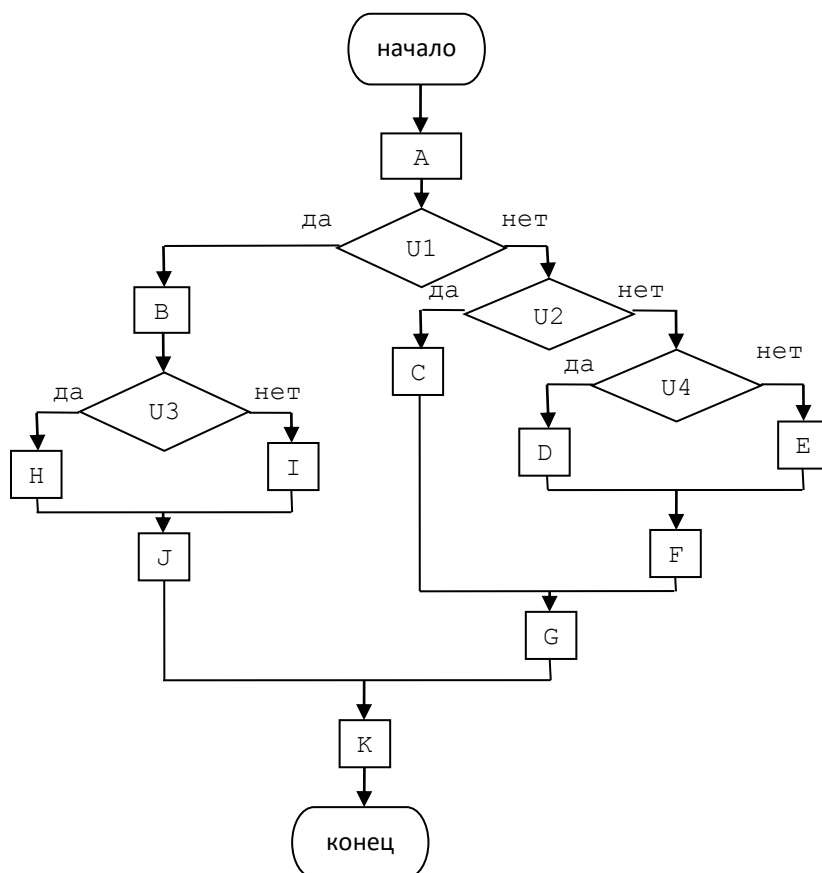 начало
A
да
нет
U1
B
да
нет
U2
C
да
нет
U4
да
нет
U3
D
E
H
I
J
F
G
K
конец